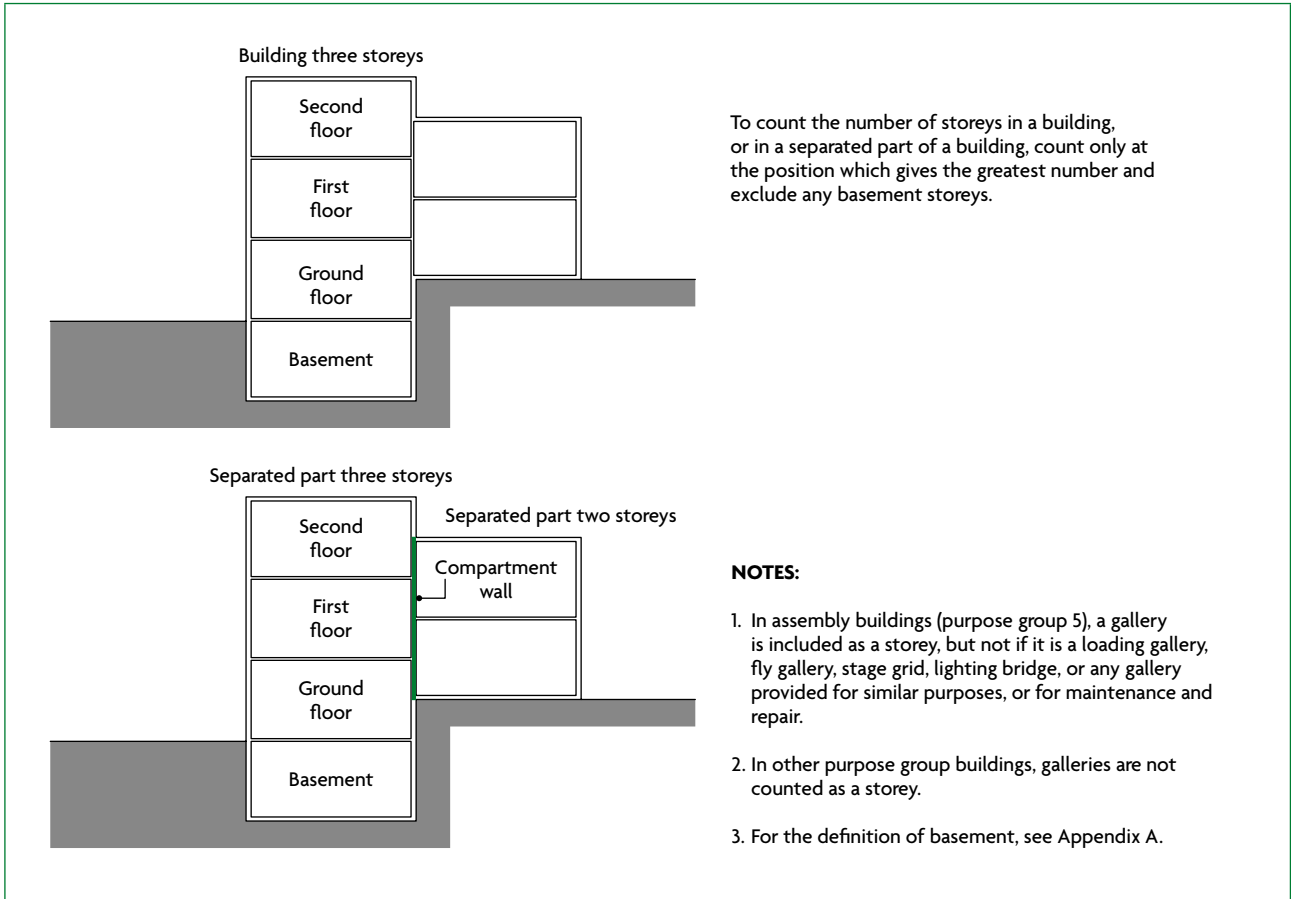 Building three storeys
Second
floor
First
floor
Ground
floor
Basement
To count the number of storeys in a building,
or in a separated part of a building, count only at
the position which gives the greatest number and
exclude any basement storeys.
Separated part three storeys
Separated part two storeys
Second
floor
First
floor
Ground
floor
Basement
Compartment
wall
NOTES:
1. In assembly buildings (purpose group 5), a gallery
is included as a storey, but not if it is a loading gallery,
fly gallery, stage grid, lighting bridge, or any gallery
provided for similar purposes, or for maintenance and
repair.
2. In other purpose group buildings, galleries are not
counted as a storey.
3. For the definition of basement, see Appendix A.